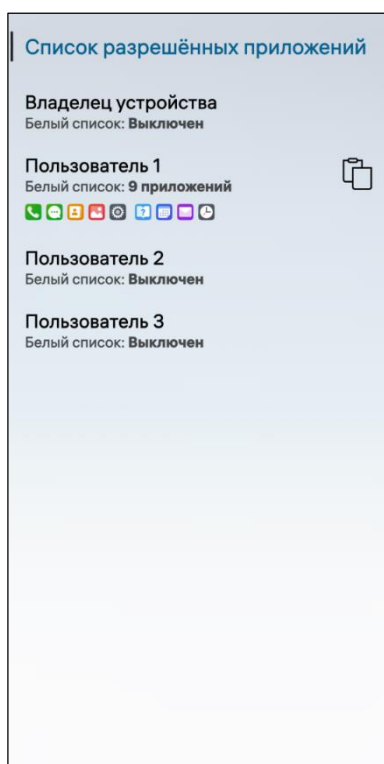 Список разрешённых приложений
Владелец устройства
Белый список: Выключен
Пользователь 1
Белый список: 9 приложений
Пользователь 2
Белый список: Выключен
Пользователь 3
Белый список: Выключен